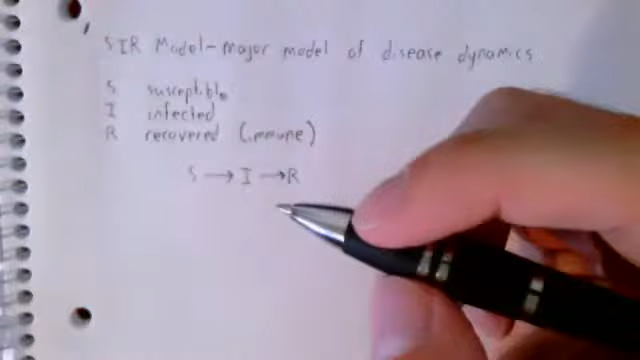 SIR Model-major model of disease dynamics
S susceptible
I infected
R recovered (immune)
S → I → R